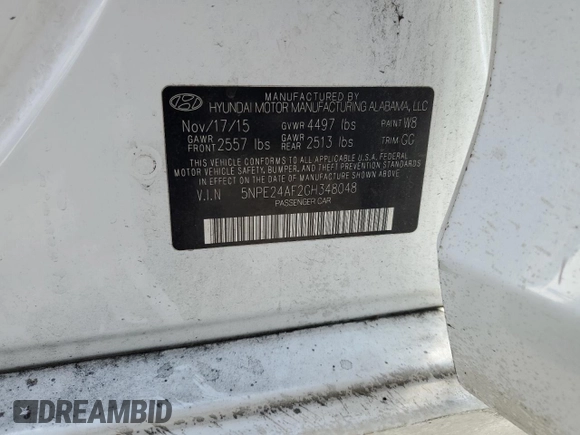 MANUFACTURED BY
HYUNDAI MOTOR MANUFACTURING ALABAMA, LLC
Nov/17/15 GVWR 4497 lbs PAINT W8
GAWR FRONT 2557 lbs GAWR REAR 2513 lbs TRIM GG
THIS VEHICLE CONFORMS TO ALL APPLICABLE U.S.A. FEDERAL
MOTOR VEHICLE SAFETY, BUMPER, AND THEFT PREVENTION
STANDARDS IN EFFECT ON THE DATE OF MANUFACTURE SHOWN ABOVE.
V.I.N 5NPE24AF2GH348048
PASSENGER CAR
DREAMBID